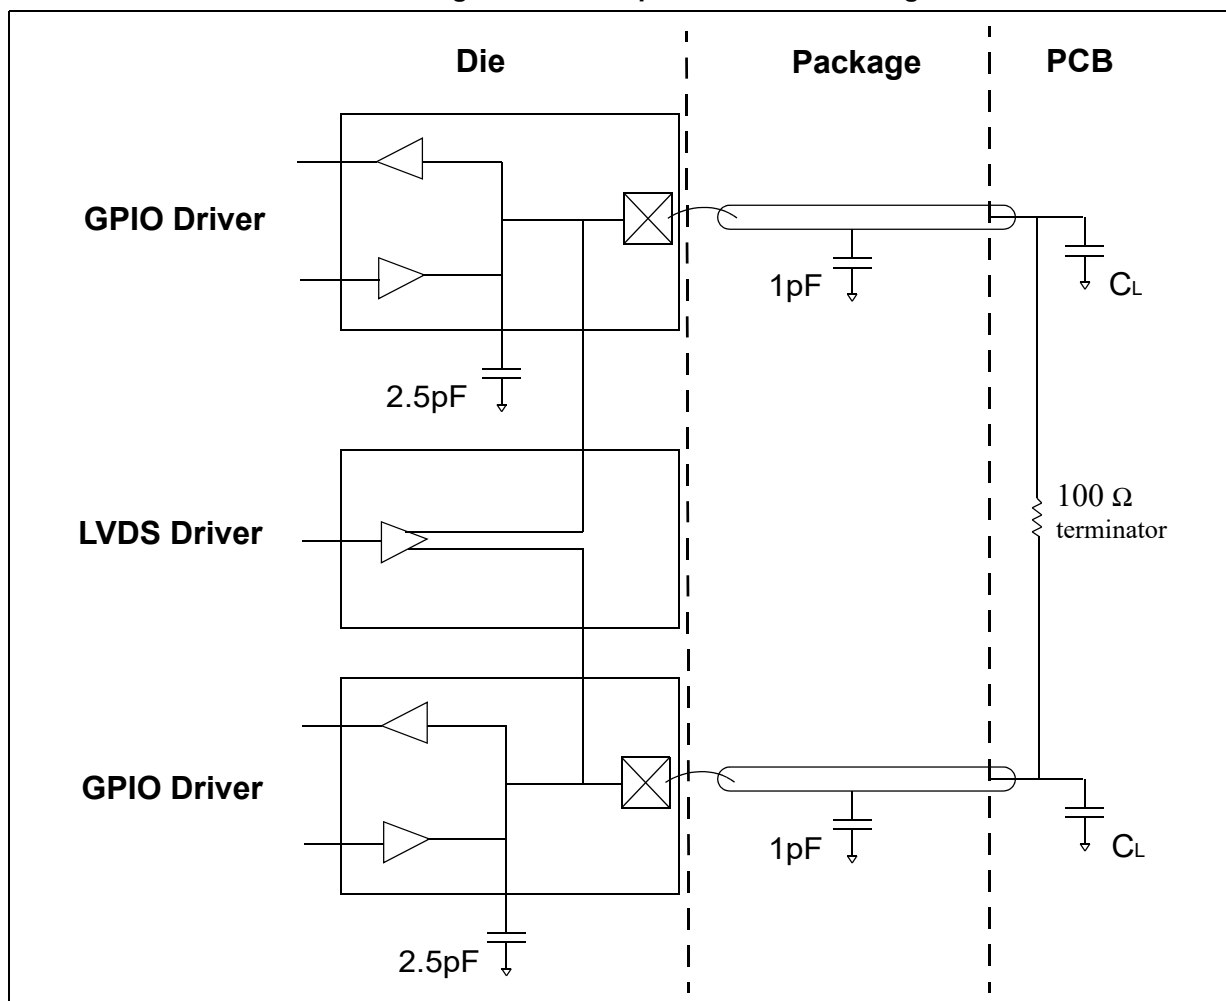 Die
Package
PCB
GPIO Driver
1pF
CL
2.5pF
LVDS Driver
100 Ω
terminator
GPIO Driver
1pF
CL
2.5pF